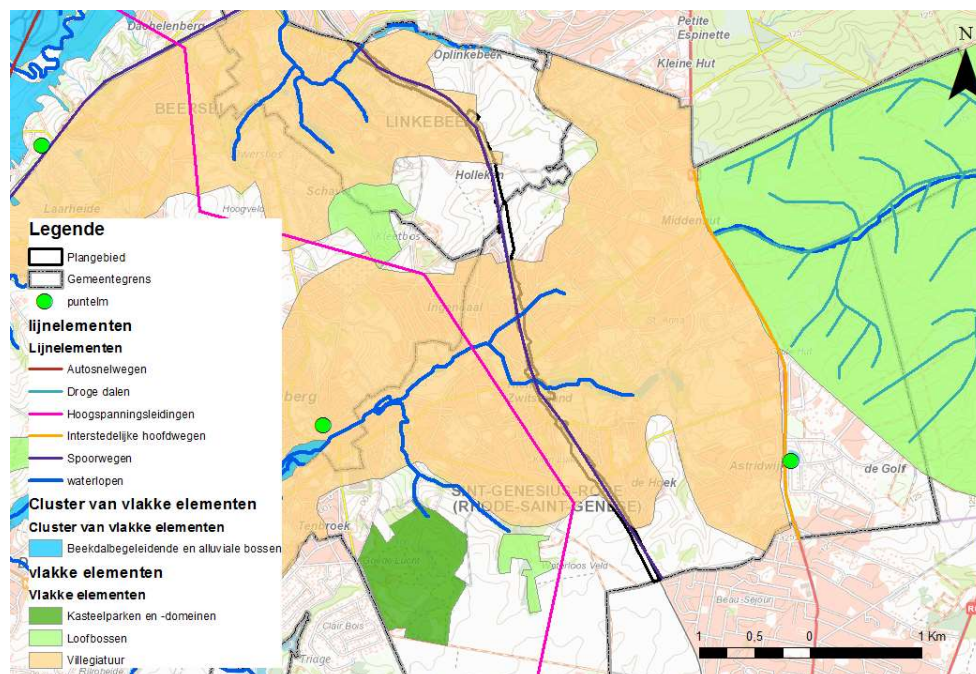 Dachelenberg
Oplinkebeek
Petite
Espinette
Kleine Hut
N
BEERSEL
LINKEBEEK
Holleken
Laarheide
Hoogveld
Kleetbos
Middenhut
Ingendaal
Legende
Plangebied
Gemeentegrens
puntelm
lijnelementen
Lijnelementen
Autosnelwegen
Droge dalen
Hoogspanningsleidingen
Interstedelijke hoofdwegen
Spoorwegen
waterlopen
Cluster van vlakke elementen
Cluster van vlakke elementen
Beekdalbegeleidende en alluviale bossen
vlakke elementen
Vlakke elementen
Kasteelparken en -domeinen
Loofbossen
Villegiatuur
Zwitserland
Astridwijk
de Golf
de Hoek
SINT-GENESIUS-RODE
(RHODE-SAINT-GENESE)
Tenbroek
Clair Bois
Triage
Beau-Séjour
1 0,5 0 1 Km